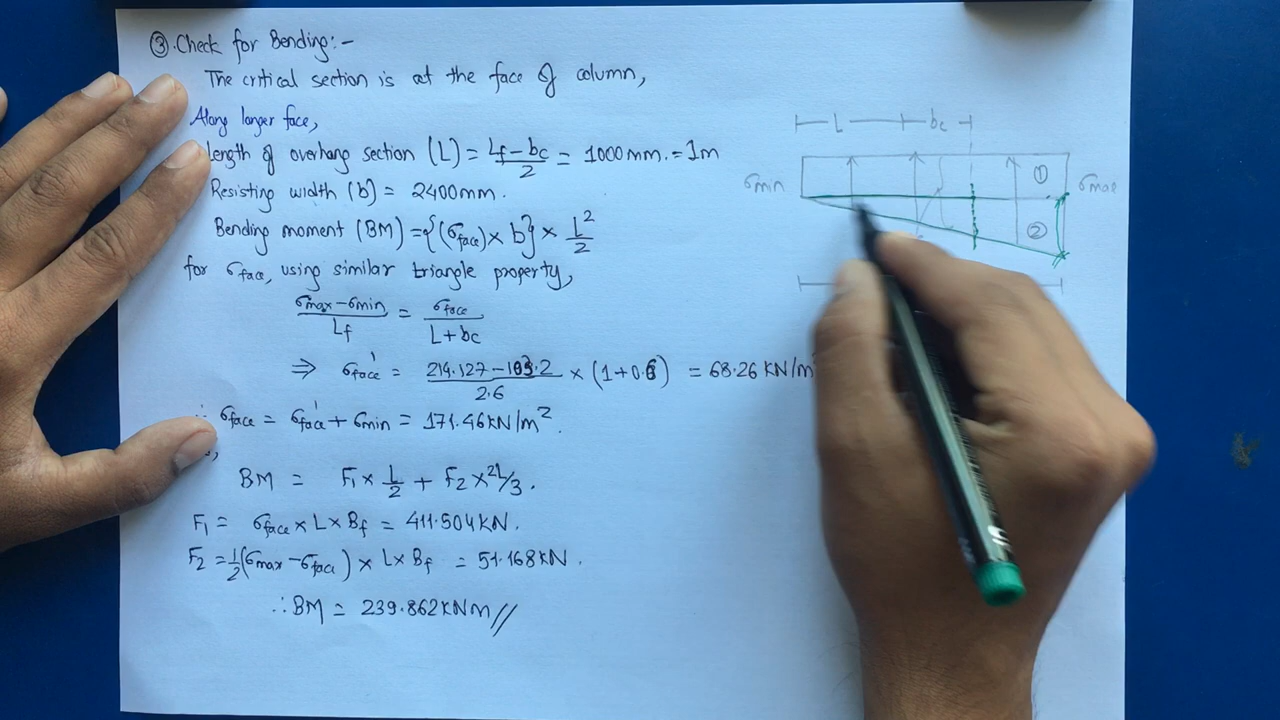 ③. Check for Bending:-
The critical section is at the face of column,
Along larger face,
Length of overhang section (L) = (Lf - bc)/2 = 1000 mm. = 1m
Resisting width (b) = 2400mm.
Bending moment (BM) = {(σface) × b} × L²/2
for σface, using similar triangle property,
(σmax - σmin)/Lf = σface/(L + bc)
⇒ σface' = (214.127 - 103.2)/2.6 × (1 + 0.6) = 68.26 KN/m
∴ σface = σface' + σmin = 171.46 KN/m².
BM = F1 × L/2 + F2 × 2L/3.
F1 = σface × L × Bf = 411.504 KN.
F2 = ½(σmax - σface) × L × Bf = 51.168 KN.
∴ BM = 239.862 KNm //
L bc
σmin ① σmax
②